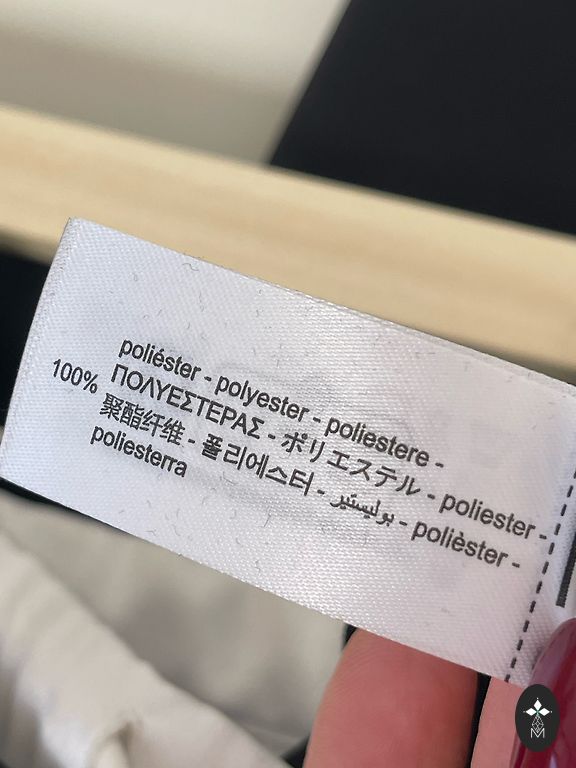 poliéster - polyester - poliestere -
100% ΠΟΛΥΕΣΤΕΡΑΣ - ポリエステル - poliester -
聚酯纤维 - 폴리에스터 - بوليستير - polièster -
poliesterra
M